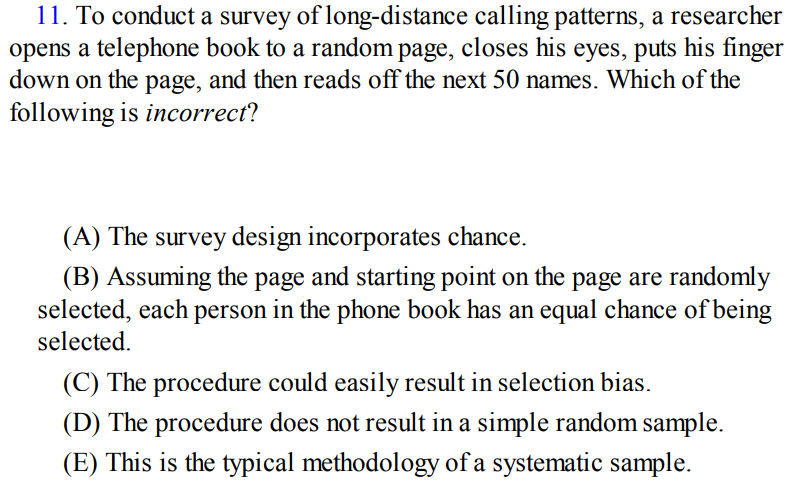 11. To conduct a survey of long-distance calling patterns, a researcher
opens a telephone book to a random page, closes his eyes, puts his finger
down on the page, and then reads off the next 50 names. Which of the
following is incorrect?
(A) The survey design incorporates chance.
(B) Assuming the page and starting point on the page are randomly
selected, each person in the phone book has an equal chance of being
selected.
(C) The procedure could easily result in selection bias.
(D) The procedure does not result in a simple random sample.
(E) This is the typical methodology of a systematic sample.